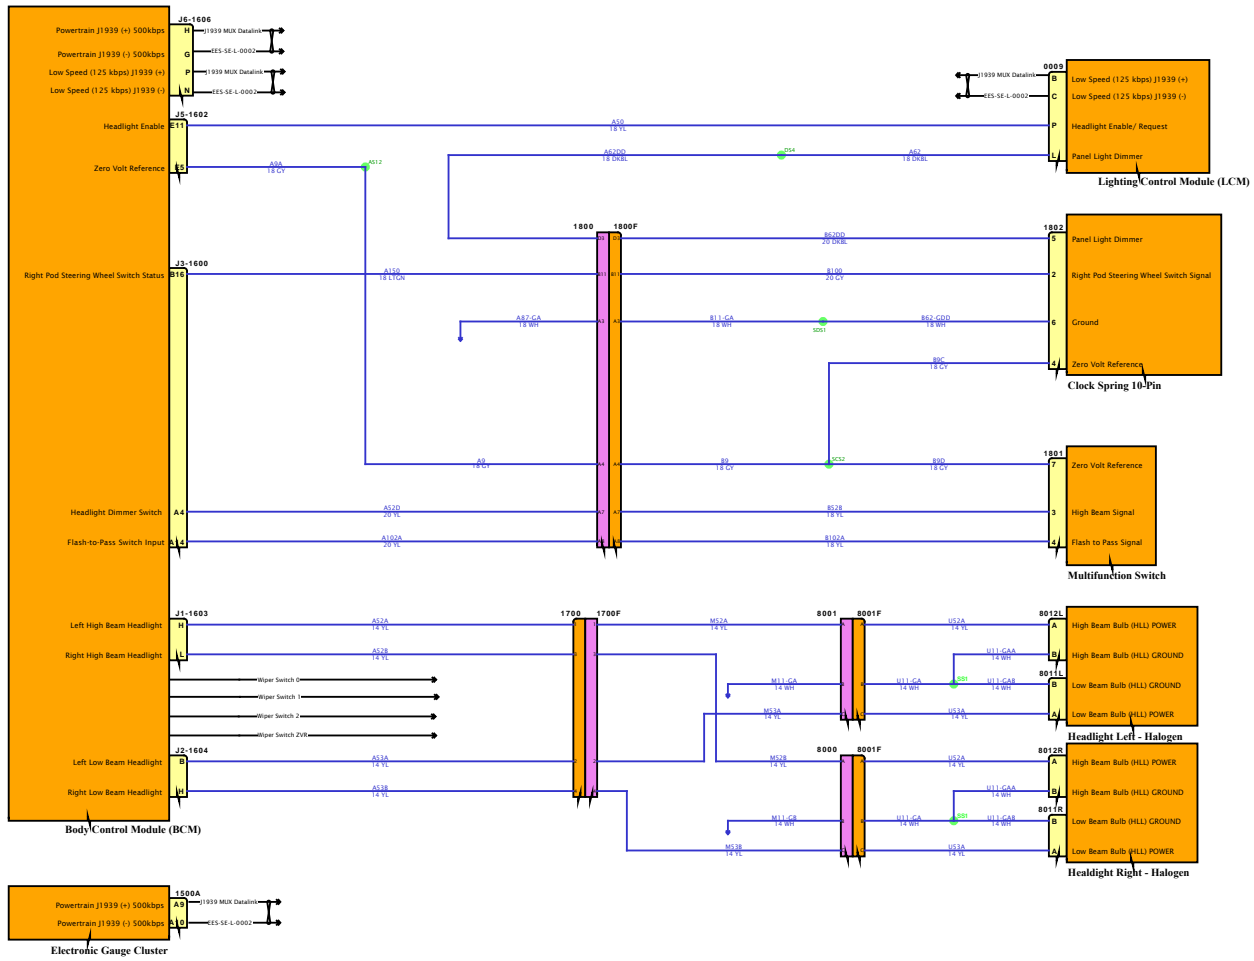 J6-1606
Powertrain J1939 (+) 500kbps
H
J1939 MUX Datalink
Powertrain J1939 (-) 500kbps
G
EES-SE-L-0002
Low Speed (125 kbps) J1939 (+)
P
J1939 MUX Datalink
Low Speed (125 kbps) J1939 (-)
N
EES-SE-L-0002
J5-1602
Headlight Enable
E11
A50
18 YL
Zero Volt Reference
E5
A9A
18 GY
AS12
A62DD
18 DKBL
DS4
A62
18 DKBL
0009
J1939 MUX Datalink
B
Low Speed (125 kbps) J1939 (+)
EES-SE-L-0002
C
Low Speed (125 kbps) J1939 (-)
P
Headlight Enable/ Request
L
Panel Light Dimmer
Lighting Control Module (LCM)
1800
1800F
1802
B62DD
20 DKBL
5
Panel Light Dimmer
J3-1600
Right Pod Steering Wheel Switch Status
B16
A150
18 LTGN
B11
B11
B100
20 GY
2
Right Pod Steering Wheel Switch Signal
A87-GA
18 WH
A3
A3
B11-GA
18 WH
SDS1
B62-GDD
18 WH
6
Ground
B9C
18 GY
4
Zero Volt Reference
Clock Spring 10-Pin
1801
A9
18 GY
A4
A4
B9
18 GY
SCS2
B9D
18 GY
7
Zero Volt Reference
Headlight Dimmer Switch
A4
A52D
20 YL
A7
A7
B52B
18 YL
3
High Beam Signal
Flash-to-Pass Switch Input
A14
A102A
20 YL
B102A
18 YL
4
Flash to Pass Signal
Multifunction Switch
J1-1603
1700
1700F
8001
8001F
8012L
Left High Beam Headlight
H
A52A
14 YL
M52A
14 YL
A
A
U52A
14 YL
A
High Beam Bulb (HLL) POWER
Right High Beam Headlight
L
A52B
14 YL
U11-GAA
14 WH
B
High Beam Bulb (HLL) GROUND
8011L
Wiper Switch 0
Wiper Switch 1
Wiper Switch 2
Wiper Switch ZVR
M11-GA
14 WH
B
B
U11-GA
14 WH
SS1
U11-GAB
14 WH
B
Low Beam Bulb (HLL) GROUND
M53A
14 YL
C
C
U53A
14 YL
A
Low Beam Bulb (HLL) POWER
Headlight Left - Halogen
J2-1604
8000
8001F
8012R
Left Low Beam Headlight
B
A53A
14 YL
2
2
M52B
14 YL
A
A
U52A
14 YL
A
High Beam Bulb (HLL) POWER
Right Low Beam Headlight
H
A53B
14 YL
U11-GAA
14 WH
B
High Beam Bulb (HLL) GROUND
8011R
Body Control Module (BCM)
M11-GB
14 WH
B
B
U11-GA
14 WH
SS1
U11-GAB
14 WH
B
Low Beam Bulb (HLL) GROUND
M53B
14 YL
C
C
U53A
14 YL
A
Low Beam Bulb (HLL) POWER
Healdight Right - Halogen
1500A
Powertrain J1939 (+) 500kbps
A9
J1939 MUX Datalink
Powertrain J1939 (-) 500kbps
A10
EES-SE-L-0002
Electronic Gauge Cluster